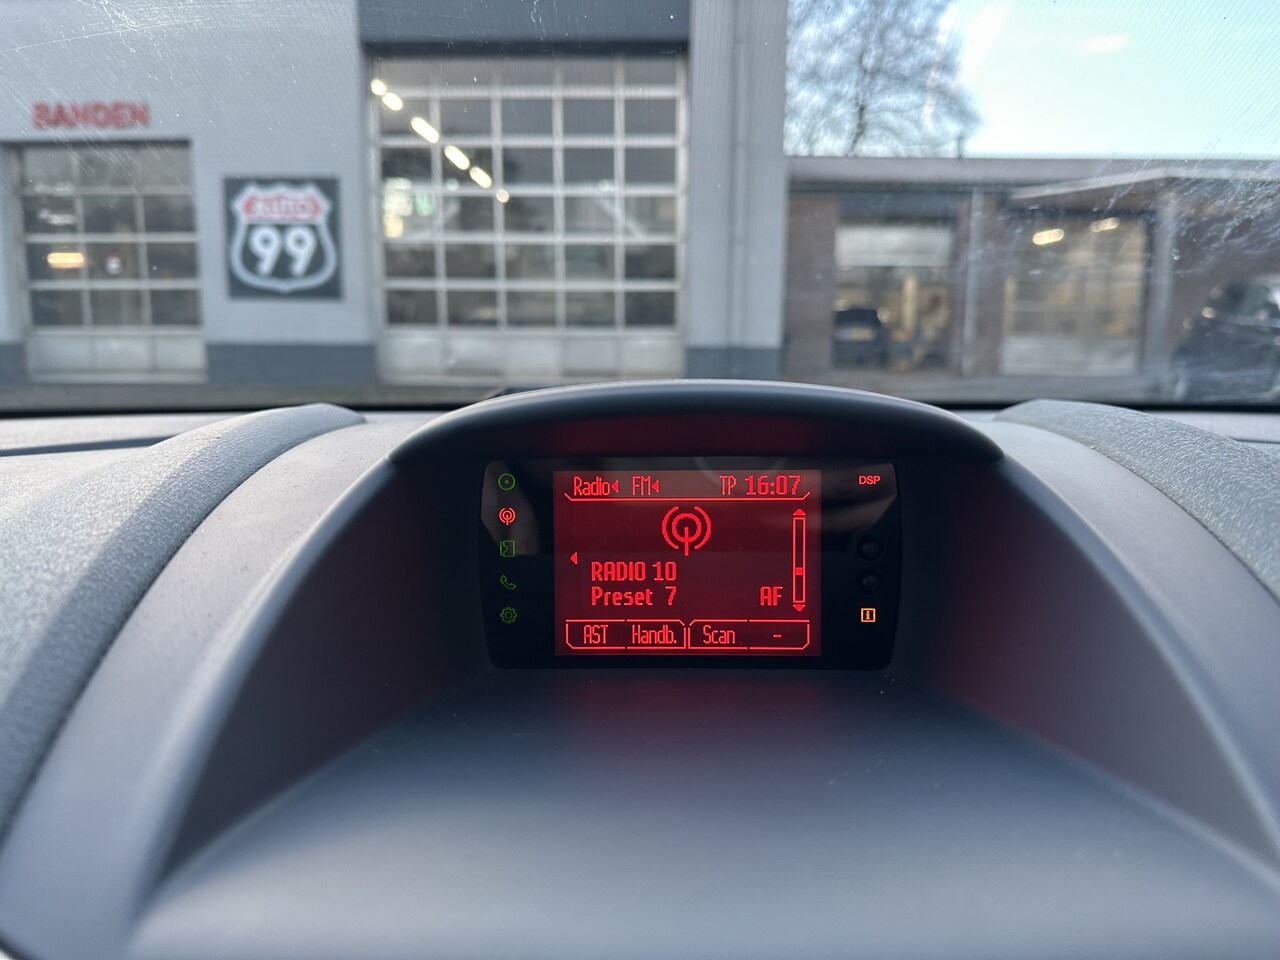 BANDEN
AUTO
99
Radio FM TP 16:07
DSP
RADIO 10
Preset 7 AF
i
AST Handb. Scan -